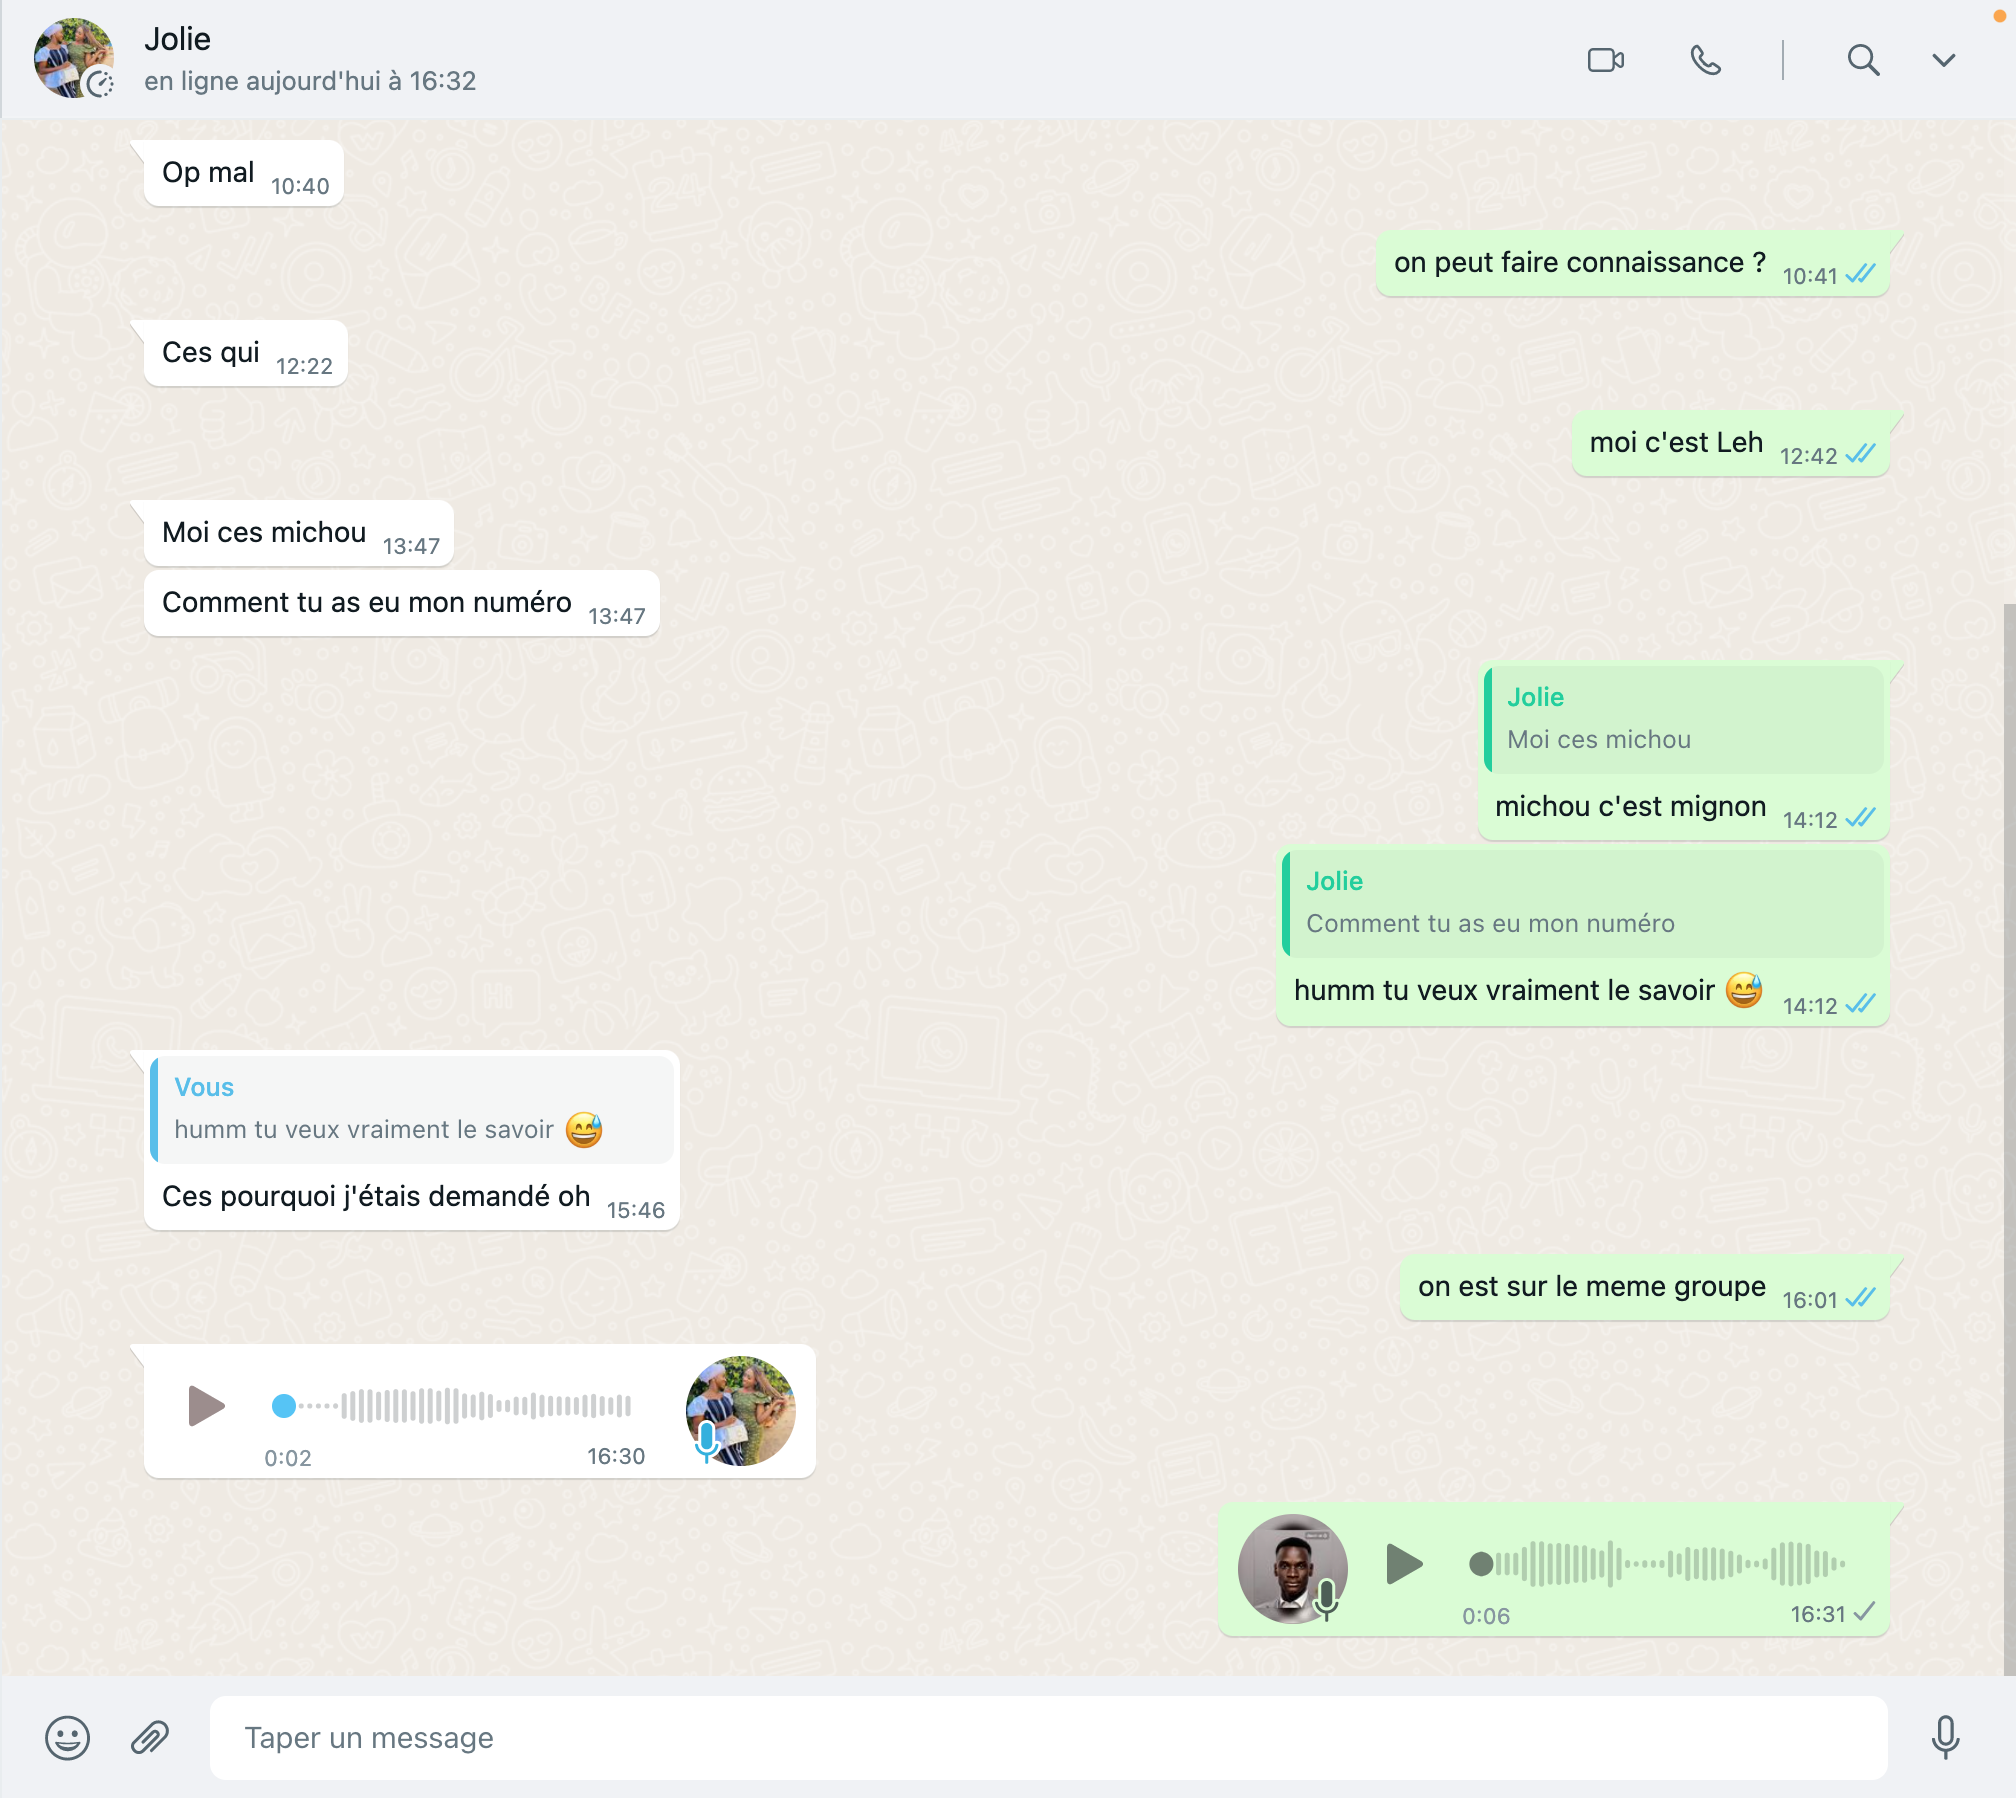 Jolie
en ligne aujourd'hui à 16:32
Op mal 10:40
on peut faire connaissance ? 10:41
Ces qui 12:22
moi c'est Leh 12:42
Moi ces michou 13:47
Comment tu as eu mon numéro 13:47
Jolie
Moi ces michou
michou c'est mignon 14:12
Jolie
Comment tu as eu mon numéro
humm tu veux vraiment le savoir 😅 14:12
Vous
humm tu veux vraiment le savoir 😅
Ces pourquoi j'étais demandé oh 15:46
on est sur le meme groupe 16:01
0:02 16:30
0:06 16:31
Taper un message